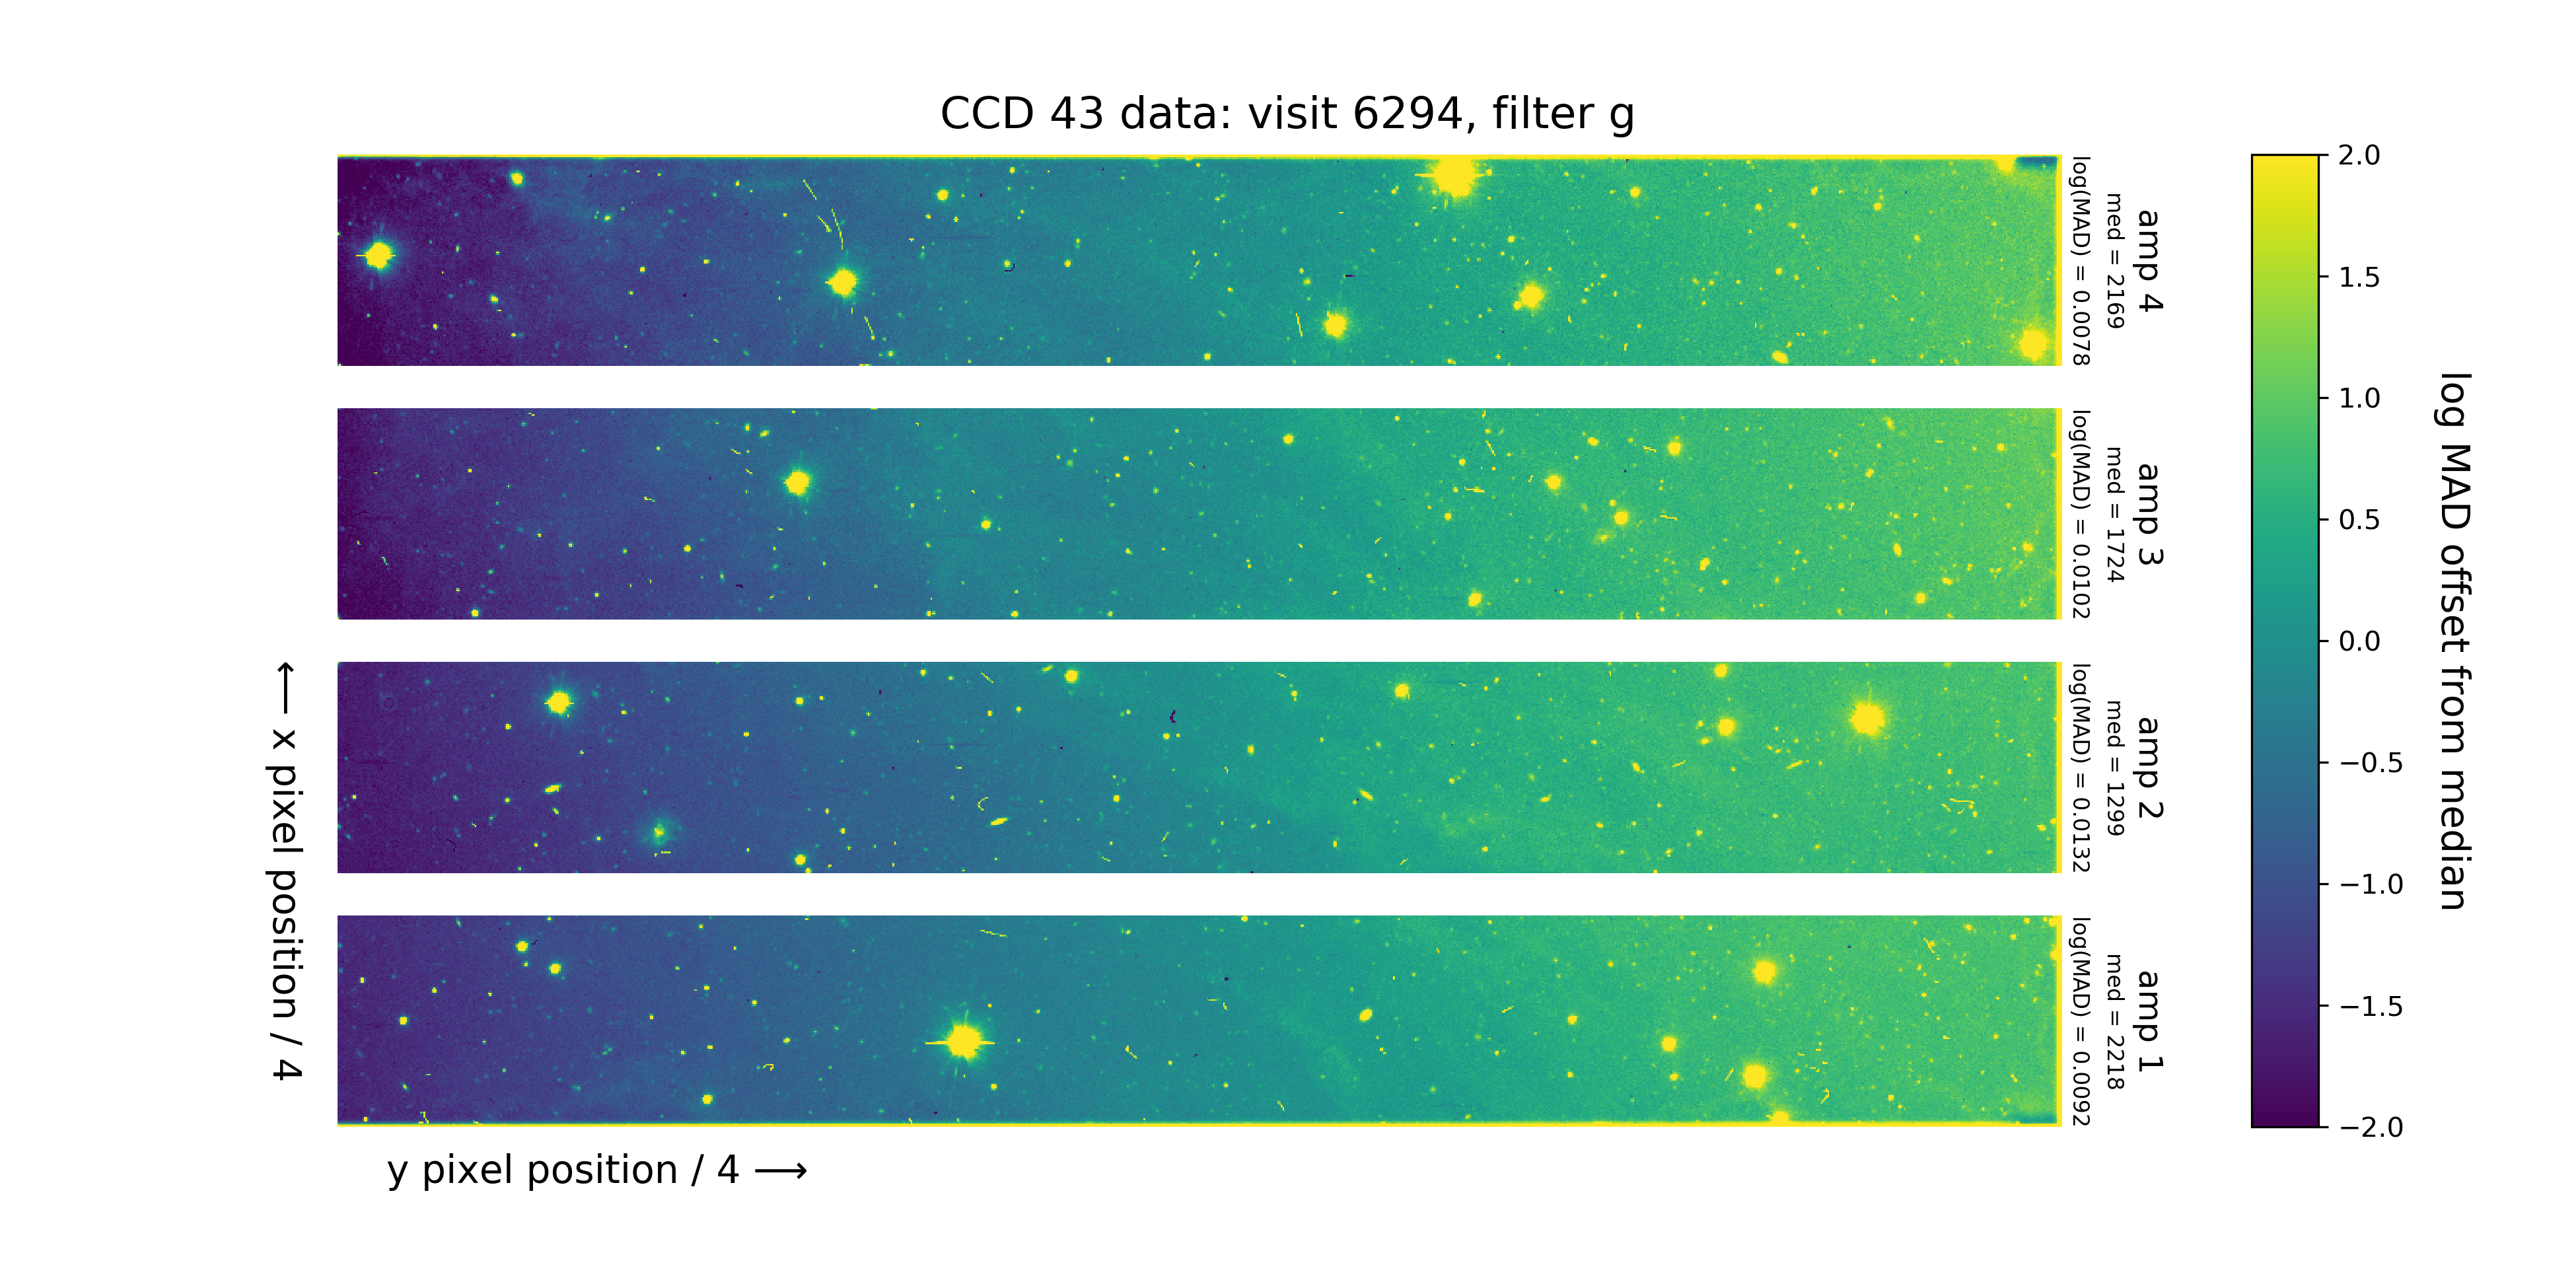 CCD 43 data: visit 6294, filter g
amp 4
med = 2169
log(MAD) = 0.0078
amp 3
med = 1724
log(MAD) = 0.0102
amp 2
med = 1299
log(MAD) = 0.0132
amp 1
med = 2218
log(MAD) = 0.0092
⟵ x pixel position / 4
y pixel position / 4 ⟶
2.0
1.5
1.0
0.5
0.0
−0.5
−1.0
−1.5
−2.0
log MAD offset from median